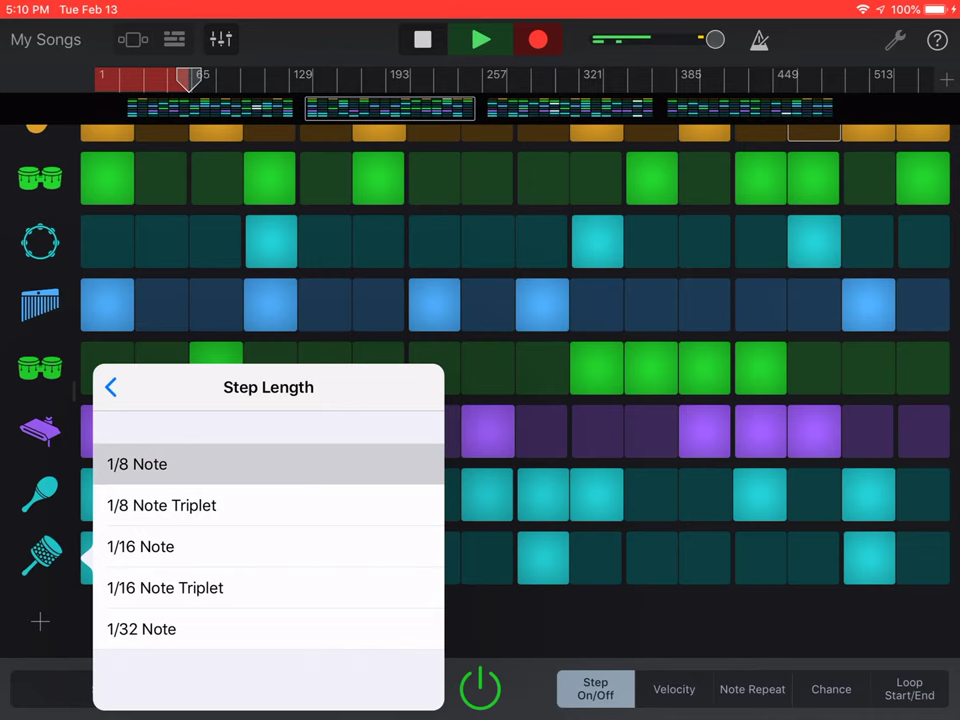 5:10 PM Tue Feb 13 100%
My Songs
1 65 129 193 257 321 385 449 513
Step Length
1/8 Note
1/8 Note Triplet
1/16 Note
1/16 Note Triplet
1/32 Note
Step
On/Off
Velocity
Note Repeat
Chance
Loop
Start/End